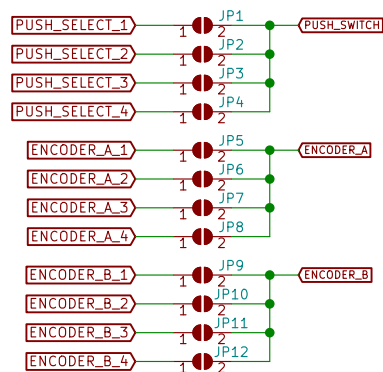 PUSH_SELECT_1 1 JP1 2 PUSH_SWITCH
PUSH_SELECT_2 1 JP2 2
PUSH_SELECT_3 1 JP3 2
PUSH_SELECT_4 1 JP4 2
ENCODER_A_1 1 JP5 2 ENCODER_A
ENCODER_A_2 1 JP6 2
ENCODER_A_3 1 JP7 2
ENCODER_A_4 1 JP8 2
ENCODER_B_1 1 JP9 2 ENCODER_B
ENCODER_B_2 1 JP10 2
ENCODER_B_3 1 JP11 2
ENCODER_B_4 1 JP12 2